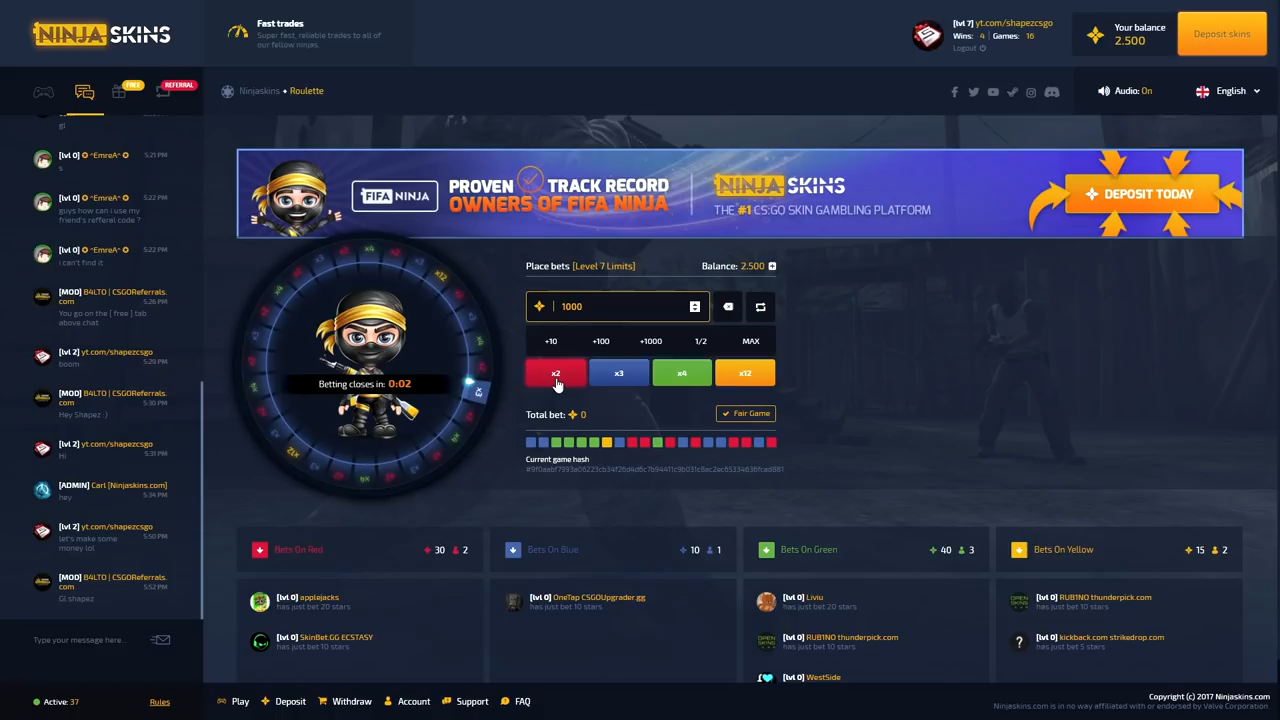 NINJA SKINS
Fast trades
Super fast, reliable trades to all of
our fellow ninjas.
[lvl 7] yt.com/shapezcsgo
Wins: 4 Games: 16
Logout
Your balance
2.500
Deposit skins
FREE
REFERRAL
Ninjaskins Roulette
Audio: On
English
gl
[lvl 0] ✪ ^EmreA^ ✪ 5:21 PM
s
[lvl 0] ✪ ^EmreA^ ✪ 5:22 PM
guys how can i use my
friend's refferel code ?
[lvl 0] ✪ ^EmreA^ ✪ 5:22 PM
i can't find it
[MOD] B4LTO | CSGOReferrals.
com 5:26 PM
You go on the [ free ] tab
above chat
[lvl 2] yt.com/shapezcsgo 5:29 PM
boom
[MOD] B4LTO | CSGOReferrals.
com 5:30 PM
Hey Shapez :)
[lvl 2] yt.com/shapezcsgo
Hi 5:31 PM
[ADMIN] Carl [Ninjaskins.com]
hey 5:34 PM
[lvl 2] yt.com/shapezcsgo
let's make some 5:50 PM
money lol
[MOD] B4LTO | CSGOReferrals.
com 5:52 PM
Gl shapez
Type your message here..
Active: 37
Rules
FIFA NINJA
PROVEN TRACK RECORD
OWNERS OF FIFA NINJA
NINJA SKINS
THE #1 CS:GO SKIN GAMBLING PLATFORM
DEPOSIT TODAY
x4
x12
x3
Betting closes in: 0:02
Place bets [Level 7 Limits]
Balance: 2.500
1000
+10 +100 +1000 1/2 MAX
x2 x3 x4 x12
Total bet: 0
Fair Game
Current game hash
Bets On Red 30 2
[lvl 0] applejacks
has just bet 20 stars
[lvl 0] SkinBet.GG ECSTASY
has just bet 10 stars
Bets On Blue 10 1
[lvl 0] OneTap CSGOUpgrader.gg
has just bet 10 stars
Bets On Green 40 3
[lvl 0] Liviu
has just bet 20 stars
[lvl 0] RUB1NO thunderpick.com
has just bet 10 stars
[lvl 0] WestSide
Bets On Yellow 15 2
[lvl 0] RUB1NO thunderpick.com
has just bet 10 stars
[lvl 0] kickback.com strikedrop.com
has just bet 5 stars
Play Deposit Withdraw Account Support FAQ
Copyright (c) 2017 Ninjaskins.com
Ninjaskins.com is in no way affiliated with or endorsed by Valve Corporation